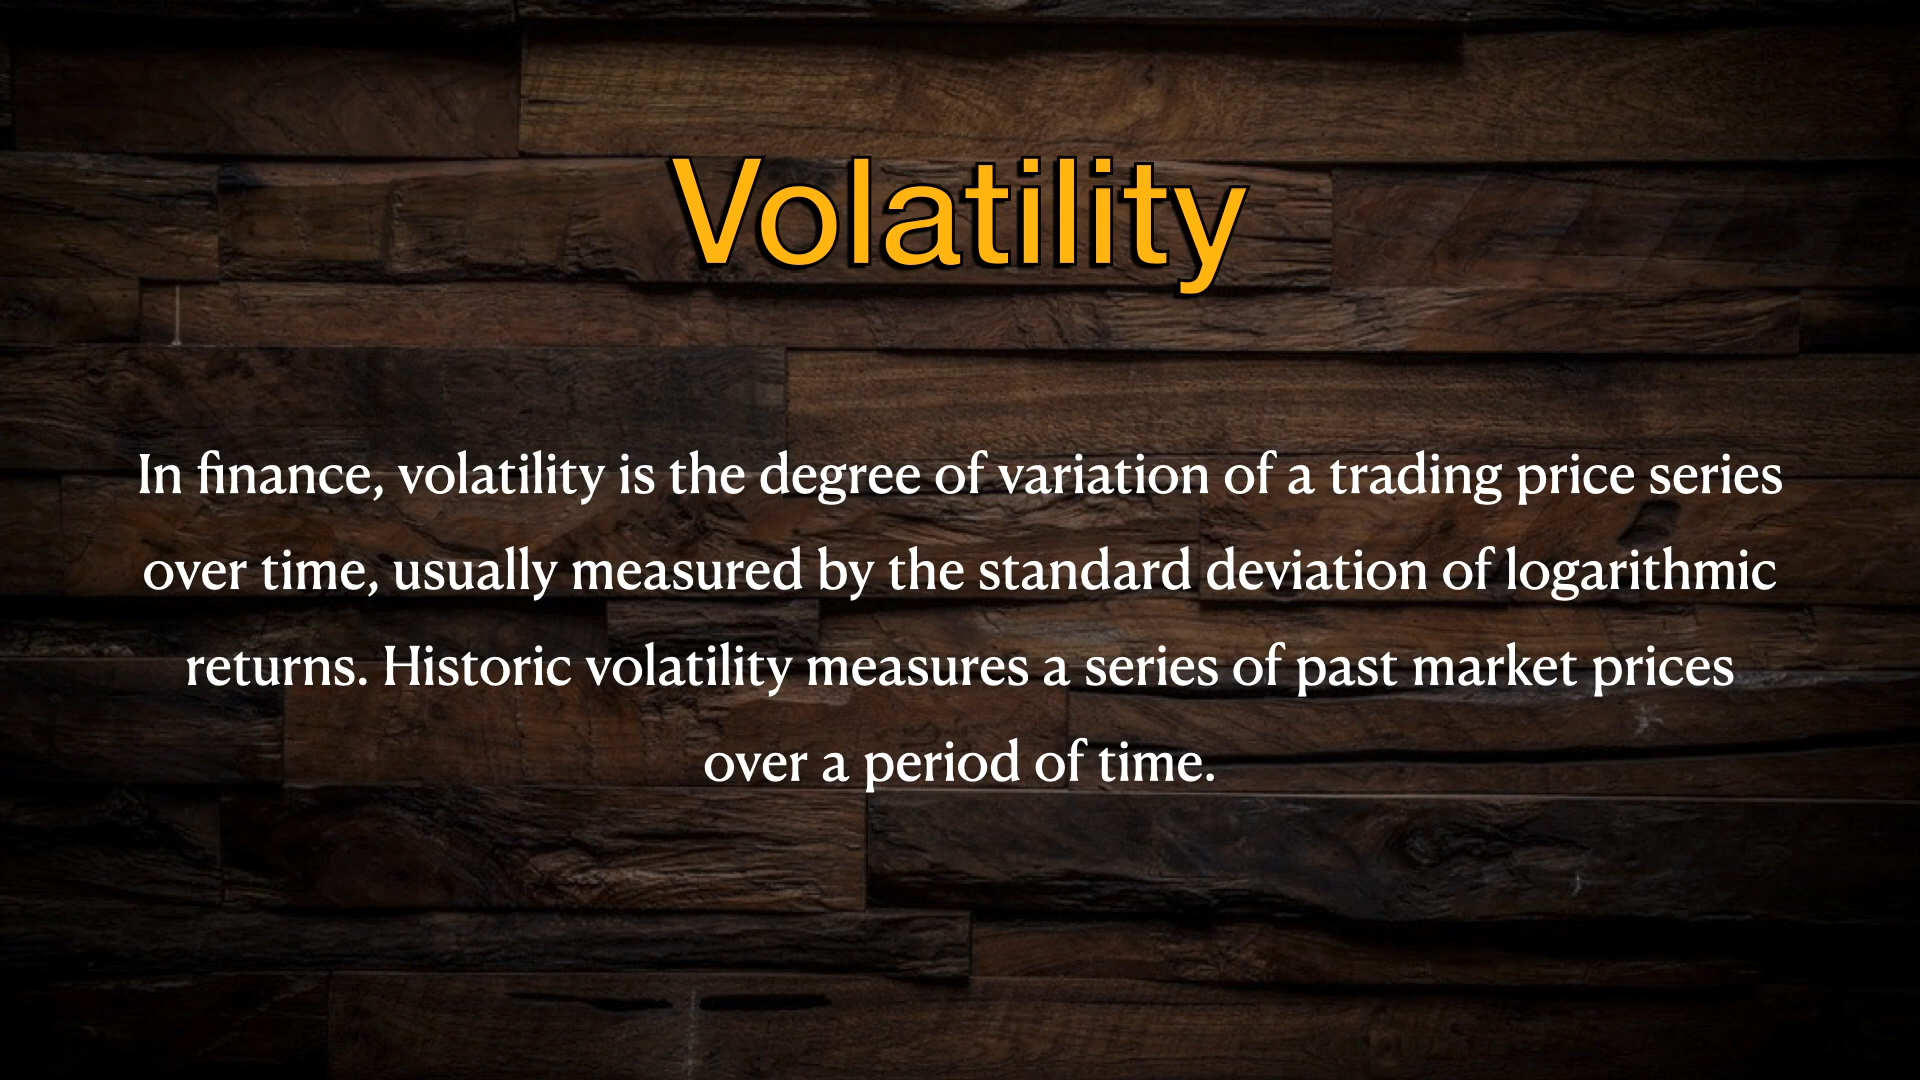 Volatility
In finance, volatility is the degree of variation of a trading price series
over time, usually measured by the standard deviation of logarithmic
returns. Historic volatility measures a series of past market prices
over a period of time.